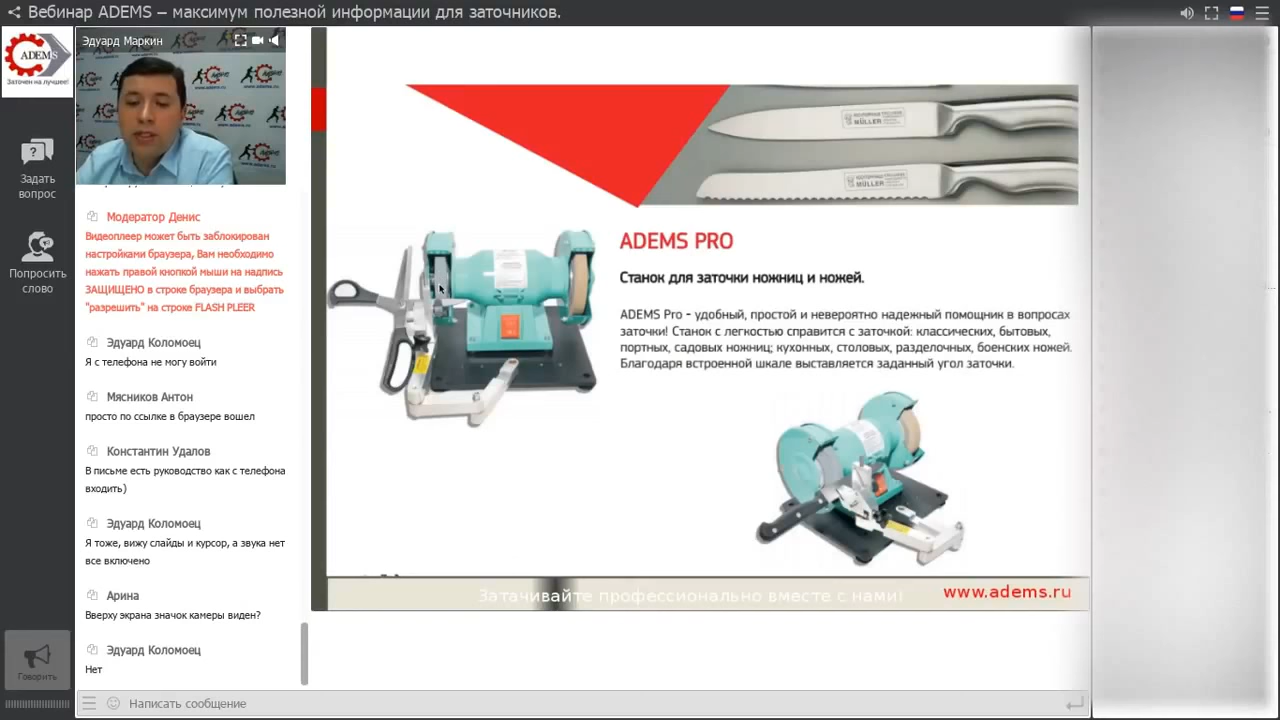 Вебинар ADEMS – максимум полезной информации для заточников.
ADEMS
Заточен на лучшее!
Эдуард Маркин
ADEMS
www.adems.ru
Задать
вопрос
Попросить
слово
Говорить
Модератор Денис
Видеоплеер может быть заблокирован
настройками браузера, Вам необходимо
нажать правой кнопкой мыши на надпись
ЗАЩИЩЕНО в строке браузера и выбрать
"разрешить" на строке FLASH PLEER
Эдуард Коломоец
Я с телефона не могу войти
Мясников Антон
просто по ссылке в браузере вошел
Константин Удалов
В письме есть руководство как с телефона
входить)
Эдуард Коломоец
Я тоже, вижу слайды и курсор, а звука нет
все включено
Арина
Вверху экрана значок камеры виден?
Эдуард Коломоец
Нет
Написать сообщение
MÜLLER
MÜLLER
ADEMS PRO
Станок для заточки ножниц и ножей.
ADEMS Pro - удобный, простой и невероятно надежный помощник в вопросах
заточки! Станок с легкостью справится с заточкой: классических, бытовых,
портных, садовых ножниц; кухонных, столовых, разделочных, боенских ножей.
Благодаря встроенной шкале выставляется заданный угол заточки.
Затачивайте профессионально вместе с нами!
www.adems.ru